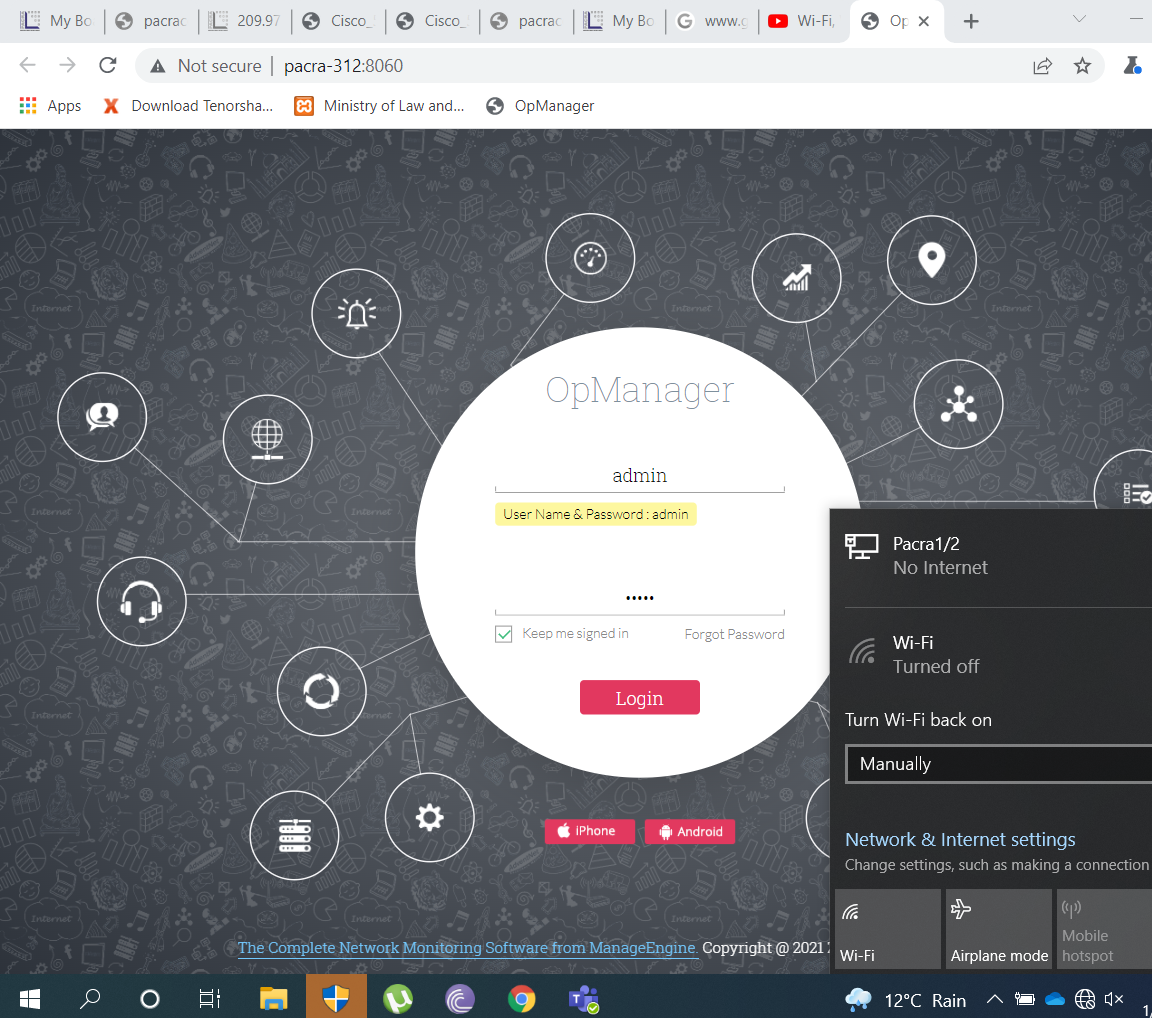 My Bo
pacrac
209.97
Cisco_
Cisco_
pacrac
My Bo
www.g
Wi-Fi,
Op
Not secure
pacra-312:8060
Apps
Download Tenorsha...
Ministry of Law and...
OpManager
OpManager
admin
User Name & Password : admin
Keep me signed in
Forgot Password
Login
iPhone
Android
The Complete Network Monitoring Software from ManageEngine. Copyright @ 2021
Pacra1/2
No Internet
Wi-Fi
Turned off
Turn Wi-Fi back on
Manually
Network & Internet settings
Change settings, such as making a connection
Wi-Fi
Airplane mode
Mobile
hotspot
12°C Rain